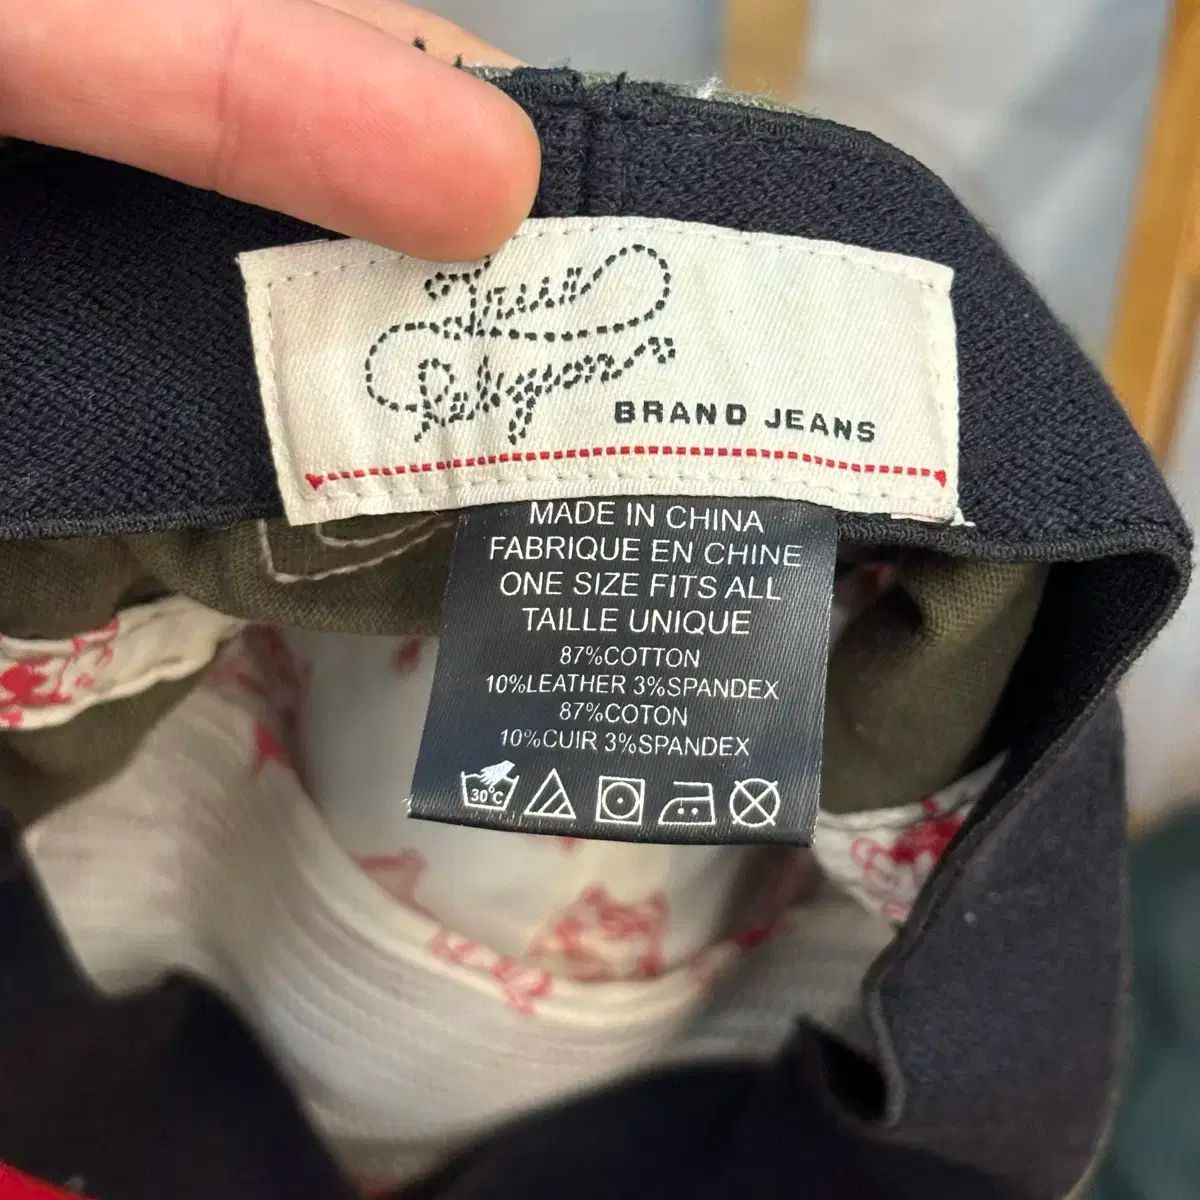 True
Religion
BRAND JEANS
MADE IN CHINA
FABRIQUE EN CHINE
ONE SIZE FITS ALL
TAILLE UNIQUE
87%COTTON
10%LEATHER 3%SPANDEX
87%COTON
10%CUIR 3%SPANDEX
30°C